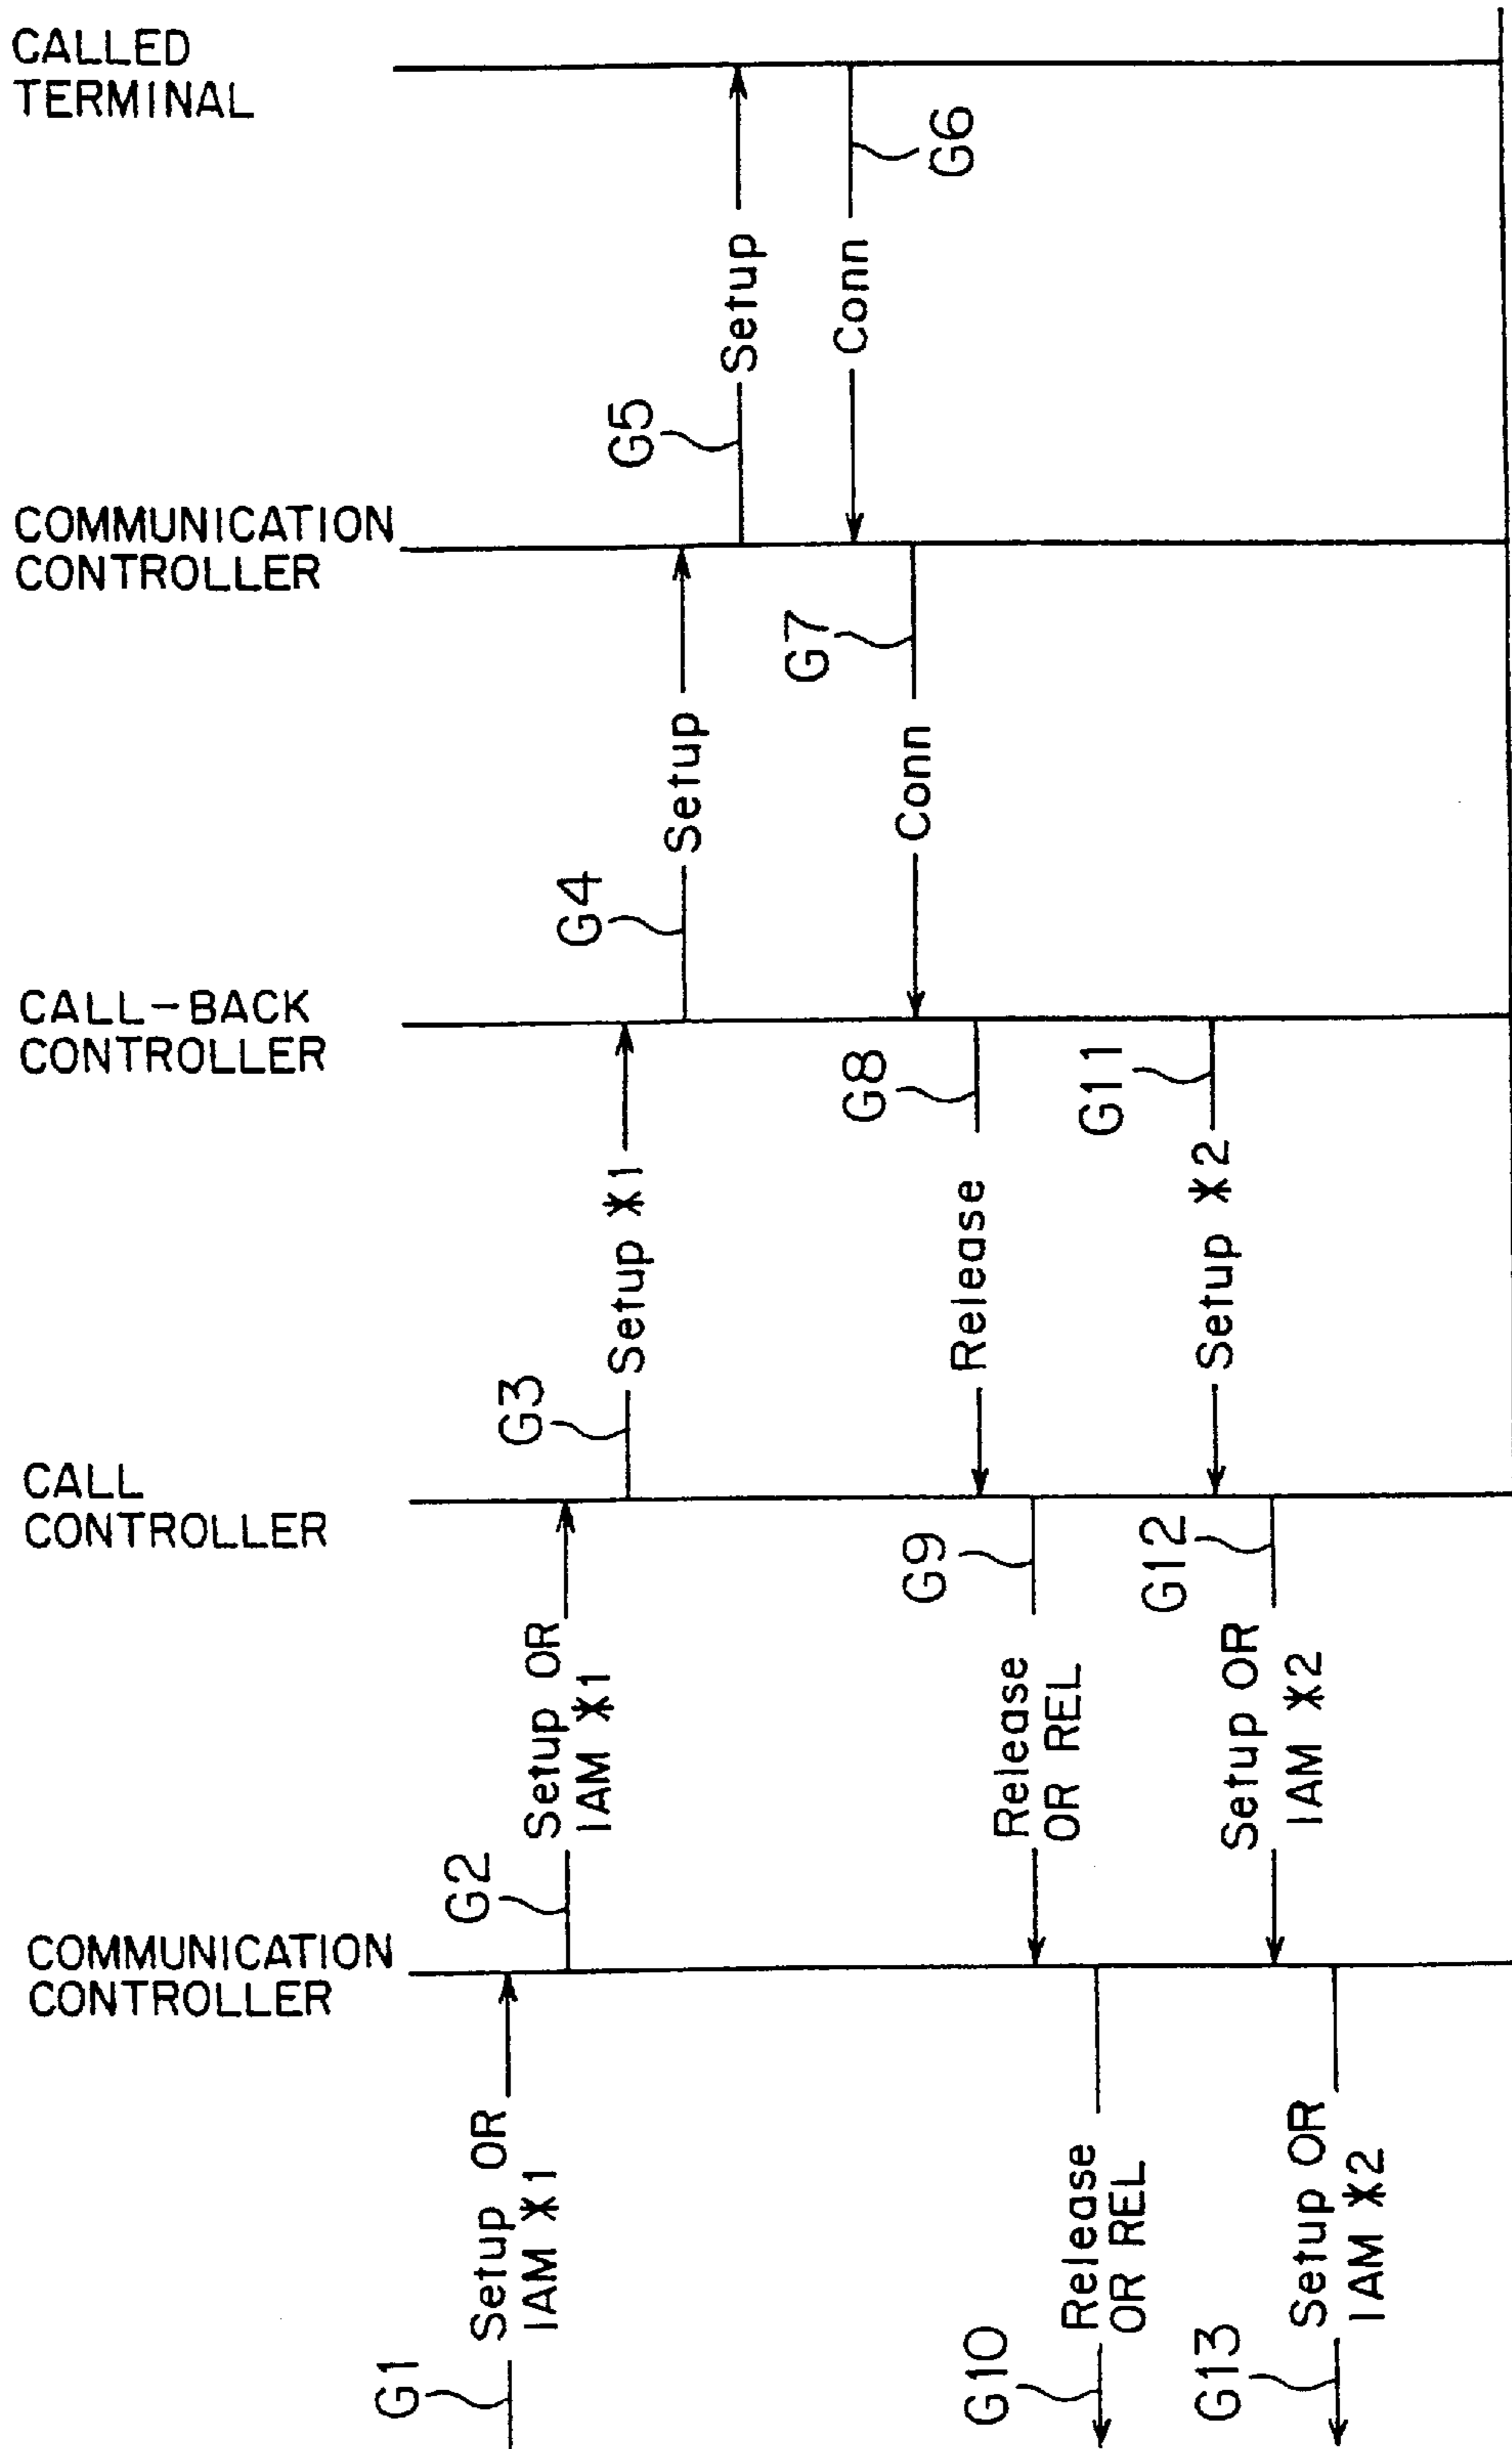 CALLED
TERMINAL
COMMUNICATION
CONTROLLER
CALL-BACK
CONTROLLER
CALL
CONTROLLER
COMMUNICATION
CONTROLLER
G1
Setup OR
IAM *1
G2
Setup OR
IAM *1
G3
Setup *1
G4
Setup
G5
Setup
Conn
G6
G7
Conn
G8
Release
G9
Release
OR REL
G10
Release
OR REL
G11
Setup *2
G12
Setup OR
IAM *2
G13
Setup OR
IAM *2